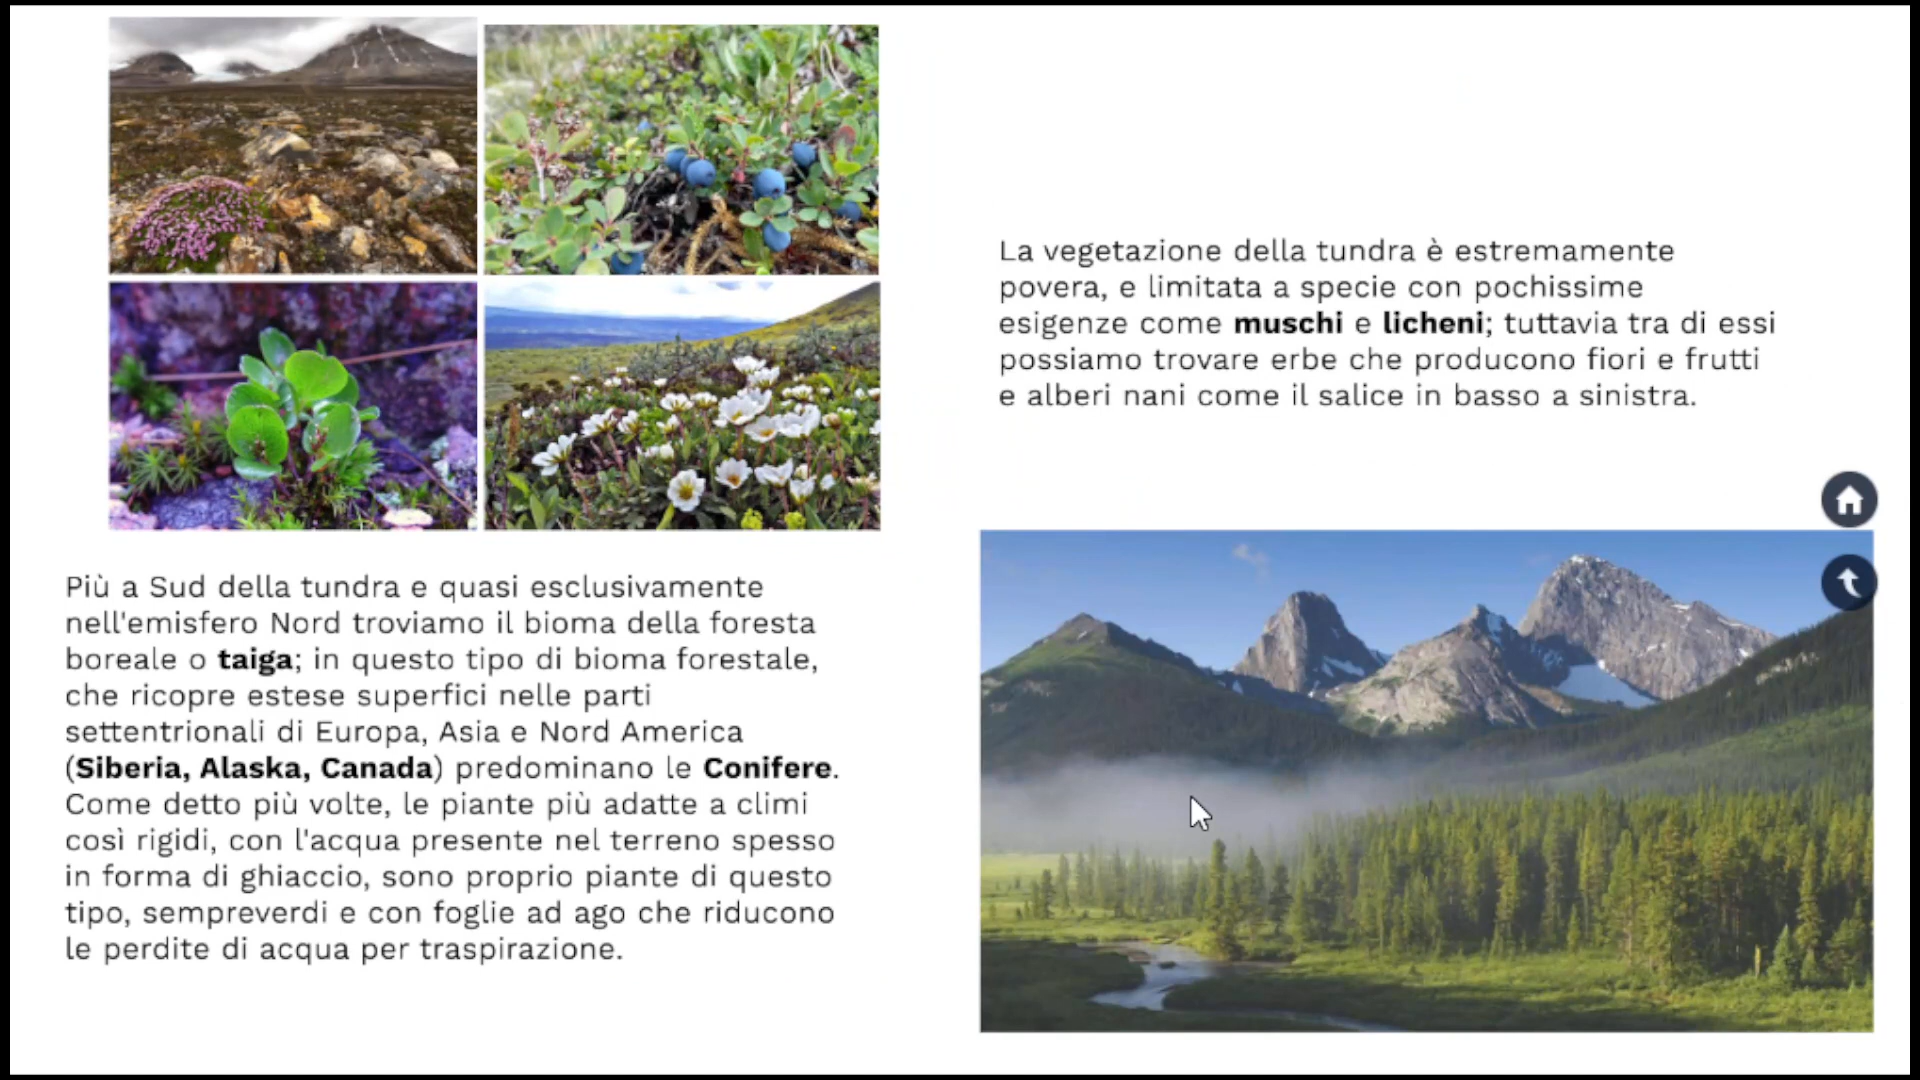 La vegetazione della tundra è estremamente
povera, e limitata a specie con pochissime
esigenze come muschi e licheni; tuttavia tra di essi
possiamo trovare erbe che producono fiori e frutti
e alberi nani come il salice in basso a sinistra.
Più a Sud della tundra e quasi esclusivamente
nell'emisfero Nord troviamo il bioma della foresta
boreale o taiga; in questo tipo di bioma forestale,
che ricopre estese superfici nelle parti
settentrionali di Europa, Asia e Nord America
(Siberia, Alaska, Canada) predominano le Conifere.
Come detto più volte, le piante più adatte a climi
così rigidi, con l'acqua presente nel terreno spesso
in forma di ghiaccio, sono proprio piante di questo
tipo, sempreverdi e con foglie ad ago che riducono
le perdite di acqua per traspirazione.